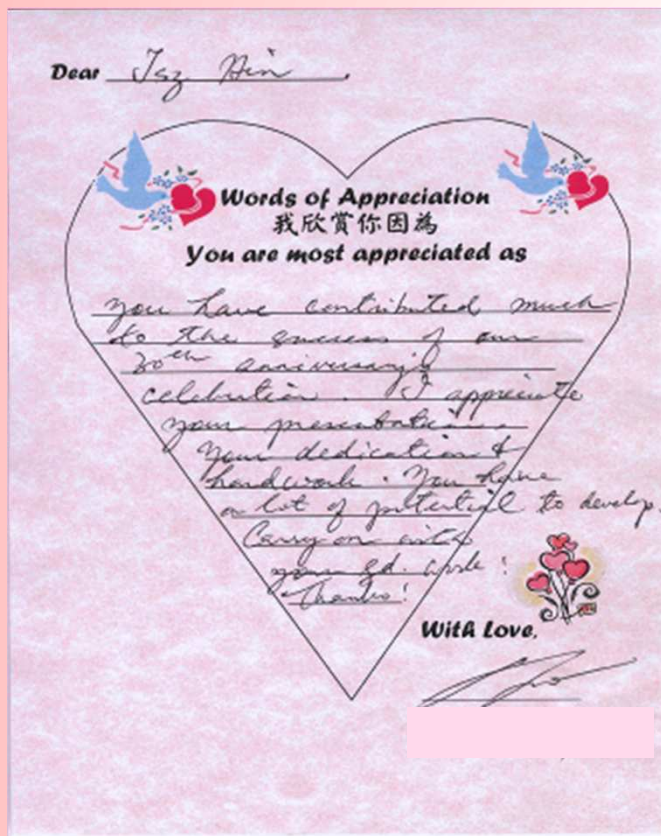 Dear Tsz Hin,
Words of Appreciation
我欣賞你因為
You are most appreciated as
you have contributed much
to the success of our
30th anniversary
celebration. I appreciate
your presentation.
Your dedication &
hardwork. You have
a lot of potential to develop
Carry on with
your gd. work!
Thanks!
With Love,